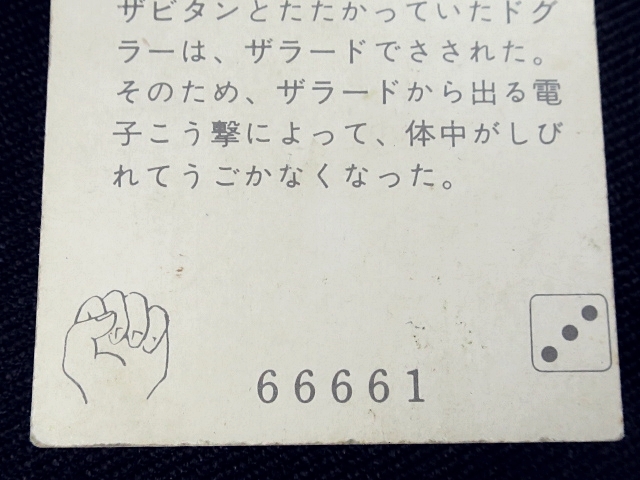 ザビタンとたたかっていたドグ
ラーは、ザラードでさされた。
そのため、ザラードから出る電
子こう撃によって、体中がしび
れてうごかなくなった。
66661